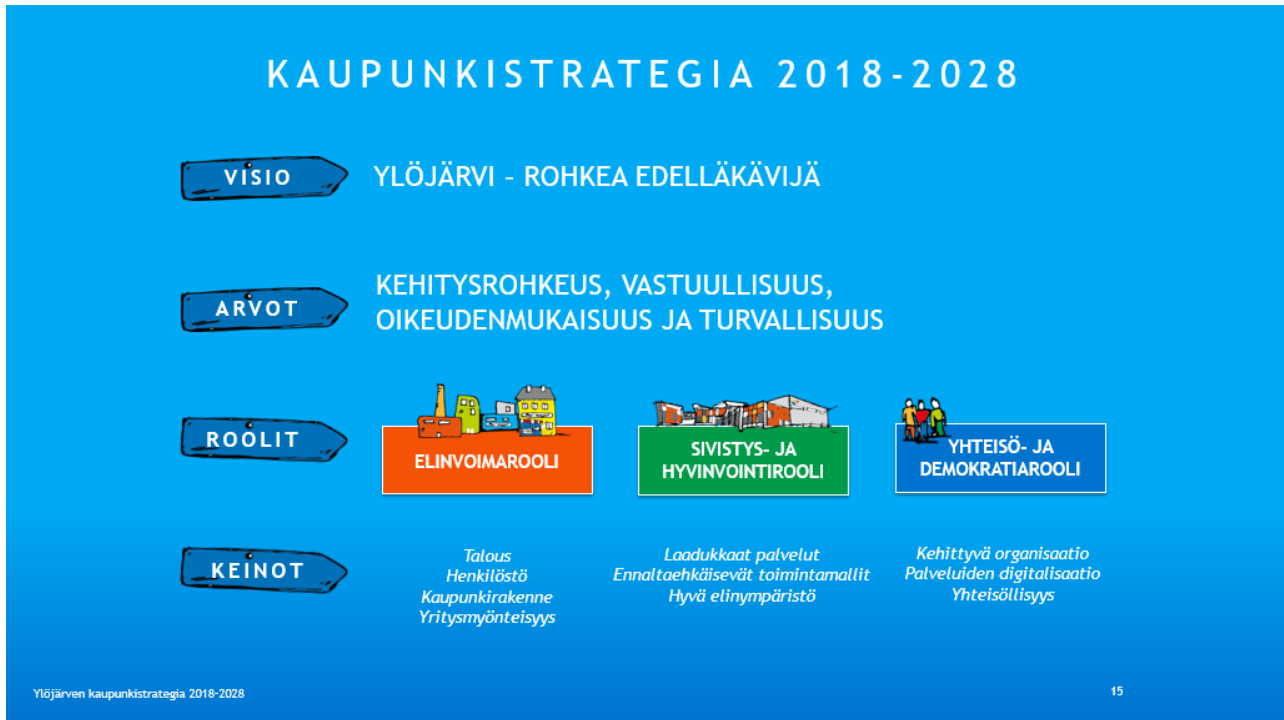 KAUPUNKISTRATEGIA 2018-2028
VISIO
YLÖJÄRVI – ROHKEA EDELLÄKÄVIJÄ
ARVOT
KEHITYSROHKEUS, VASTUULLISUUS,
OIKEUDENMUKAISUUS JA TURVALLISUUS
ROOLIT
ELINVOIMAROOLI
SIVISTYS- JA
HYVINVOINTIROOLI
YHTEISÖ- JA
DEMOKRATIAROOLI
KEINOT
Talous
Henkilöstö
Kaupunkirakenne
Yritysmyönteisyys
Laadukkaat palvelut
Ennaltaehkäisevät toimintamallit
Hyvä elinympäristö
Kehittyvä organisaatio
Palveluiden digitalisaatio
Yhteisöllisyys
Ylöjärven kaupunkistrategia 2018-2028
15